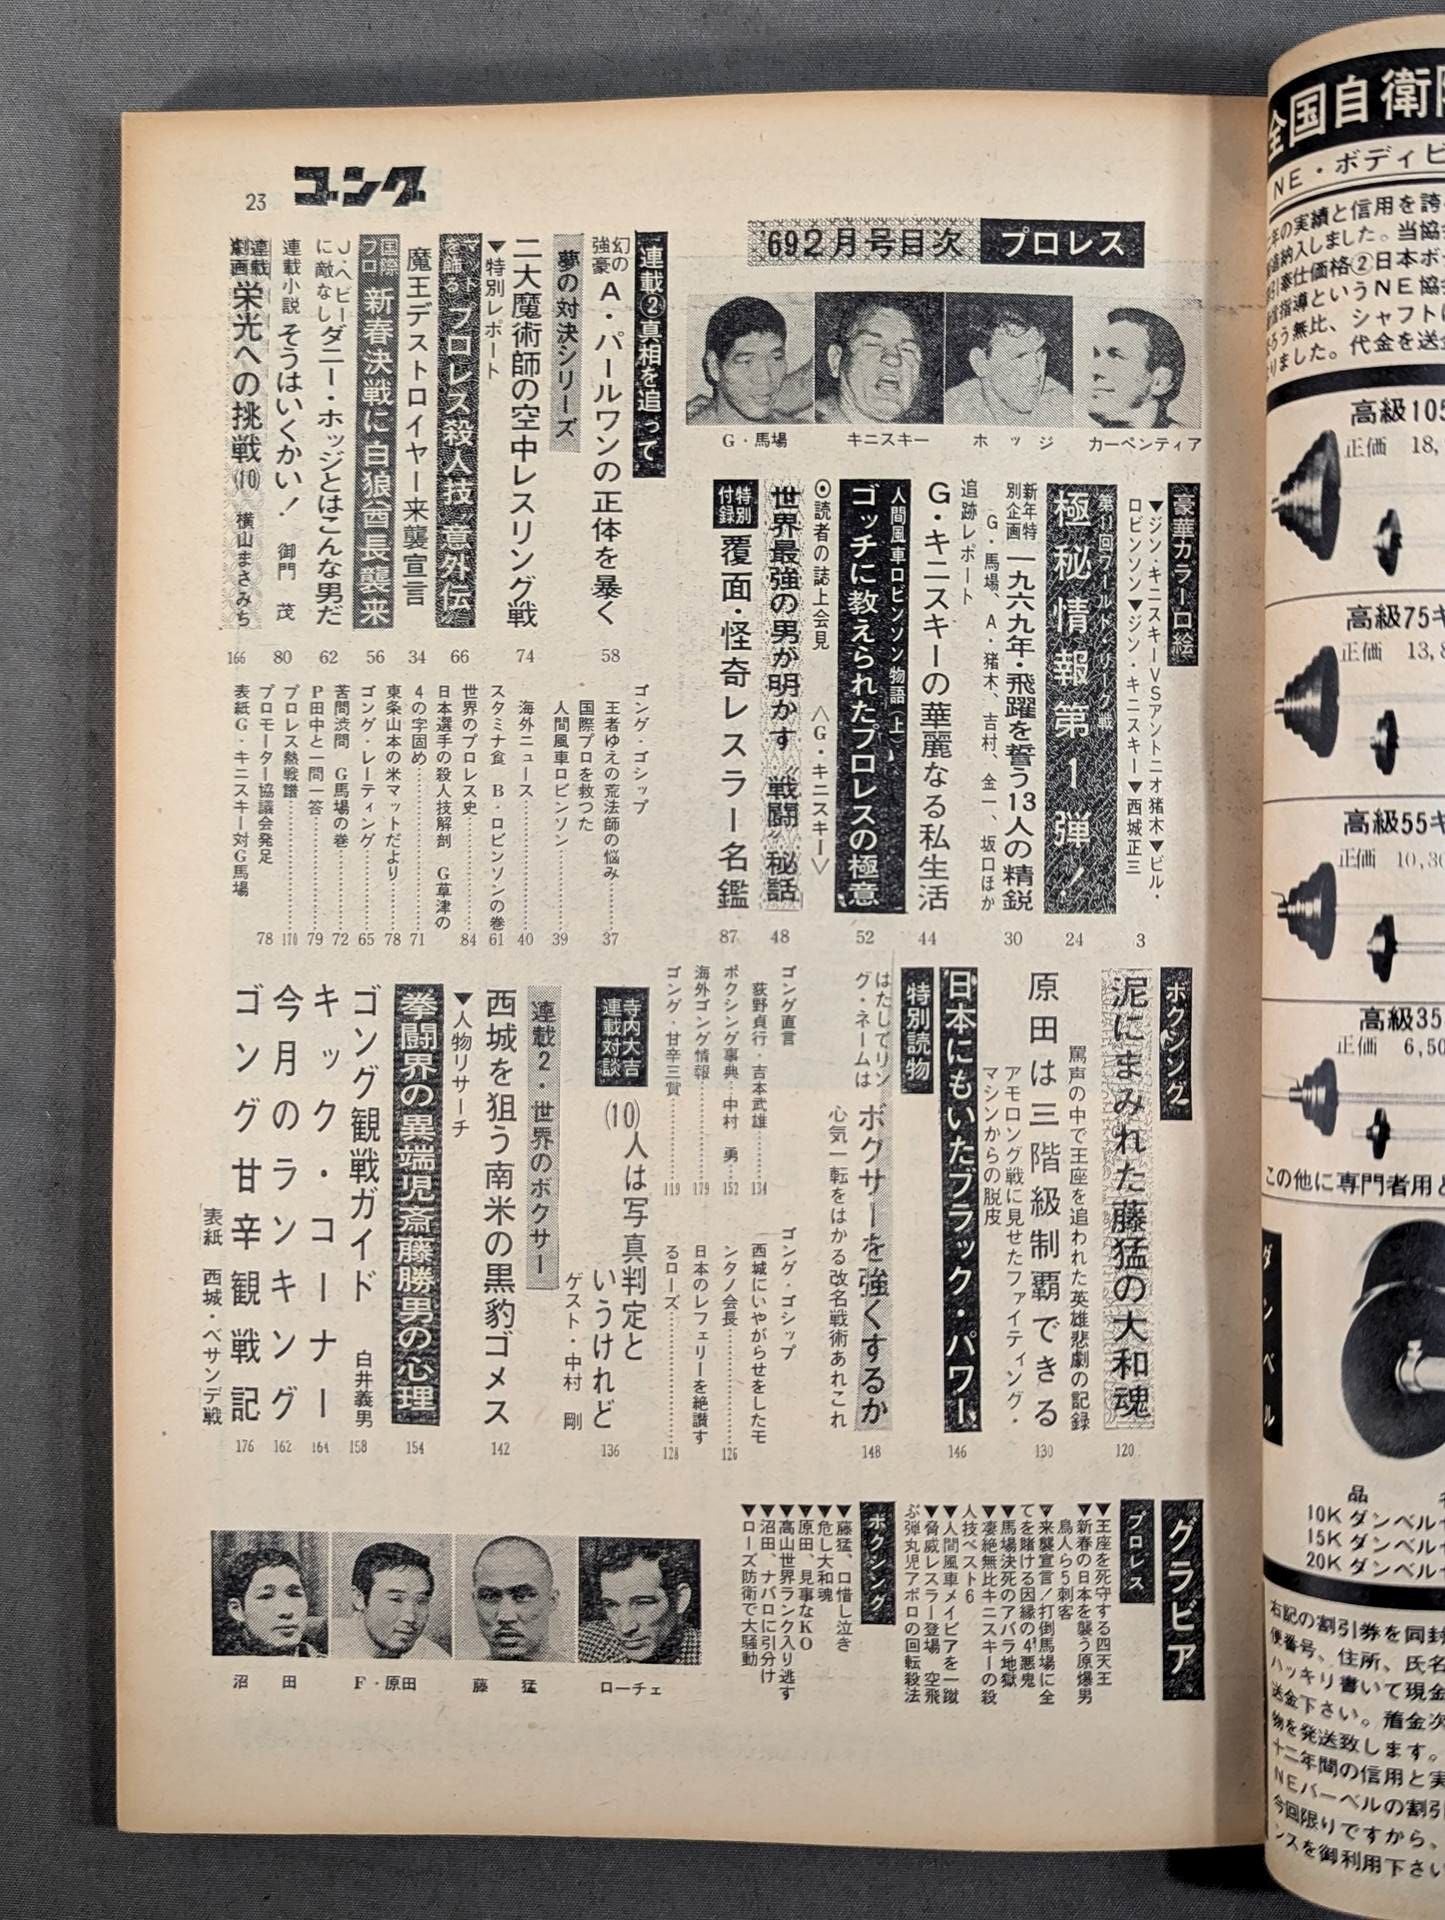 ゴング
23
'69 2月号目次 プロレス
G・馬場
キニスキー
ホッジ
カーペンティア
豪華カラー口絵
▼ジン・キニスキーVSアントニオ猪木▼ビル・
ロビンソン▼ジン・キニスキー▼西城正三
3
第11回ワールド・リーグ戦
極秘情報第1弾!
24
新年特
別企画
一九六九年・飛躍を誓う13人の精鋭
G・馬場、A・猪木、吉村、金一、坂口ほか
30
追跡レポート
G・キニスキーの華麗なる私生活
44
人間風車ロビンソン物語(上)
ゴッチに教えられたプロレスの極意
52
⊙読者の誌上会見
〈G・キニスキー〉
世界最強の男が明かす“戦闘”秘話
48
特別
付録
覆面・怪奇レスラー名鑑
87
連載②真相を追って
幻の
強豪
A・パールワンの正体を暴く
58
夢の対決シリーズ
二大魔術師の空中レスリング戦
74
▼特別レポート
プロレス殺人技 意外伝
66
魔王デストロイヤー来襲宣言
34
国際
プロ
新春決戦に白狼酋長襲来
56
J・ヘビー
に敵なし
ダニー・ホッジとはこんな男だ
62
連載小説
そうはいくかい!
御門 茂
80
連載
劇画
栄光への挑戦(10)
横山まさみち
166
ゴング・ゴシップ
王者ゆえの荒法師の悩み……37
国際プロを救つた
人間風車ロビンソン……39
海外ニュース……40
スタミナ食 B・ロビンソンの巻 61
世界のプロレス史……84
日本選手の殺人技解剖 G草津の
4の字固め……71
東条山本の米マットだより……78
ゴング・レーティング……65
苦問渋問 G馬場の巻 72
P田中と一問一答……79
プロレス熱戦譜……170
プロモーター協議会発足 78
表紙G・キニスキー対G馬場
ボクシング
泥にまみれた藤猛の大和魂
120
罵声の中で王座を追われた英雄悲劇の記録
原田は三階級制覇できる
130
アモロング戦に見せたファイティング・
マシンからの脱皮
日本にもいたブラック・パワー
146
特別読物
はたしてリン
グ・ネームは
ボクサーを強くするか
148
心気一転をはかる改名戦術あれこれ
ゴング直言
荻野貞行・吉本武雄……134
ボクシング事典…中村 勇…152
海外ゴング情報……179
ゴング・甘辛三賞……119
ゴング・ゴシップ
西城にいやがらせをしたモ
ンタノ会長……126
日本のレフェリーを絶讃す
るローズ……128
寺内大吉
連載対談
(10)
人は写真判定と
いうけれど
ゲスト・中村 剛
136
連載2・世界のボクサー
西城を狙う南米の黒豹ゴメス
142
▼人物リサーチ
拳闘界の異端児斎藤勝男の心理
154
ゴング観戦ガイド
白井義男
158
キック・コーナー
164
今月のランキング
162
ゴング甘辛観戦記
176
表紙 西城・ベサンデ戦
グラビア
プロレス
▼王座を死守する四天王
▼新春の日本を襲う原爆男
鳥人ら5刺客
▼来襲宣言/打倒馬場に全
てを賭ける因縁の4悪鬼
▼馬場決死のアバラ地獄
▼凄絶無比キニスキーの殺
人技ベスト6
▼人間風車メイビアを一蹴
▼脅威レスラー登場 空飛
ぶ弾丸児アポロの回転殺法
ボクシング
▼藤猛、口惜し泣き
危し大和魂
▼原田、見事なKO
▼高山世界ランク入り逃す
▼沼田、ナバロに引分け
▼ローズ防衛で大騒動
沼田
F・原田
藤猛
ローチェ
全国自衛
NE・ボディビ
年の実績と信用を誇
納入しました。当協
奉仕価格②日本ボデ
指導というNE協
無比、シャフト
ました。代金を送
高級105
正価 18,
高級75キ
正価 13,8
高級55キ
正価 10,30
高級35
正価 6,50
この他に専門者用と
ダンベル
品
10Kダンベル
15Kダンベル
20Kダンベル
右記の割引券を同封
便番号、住所、氏名
ハッキリ書いて現金
送金下さい。着金次
物を発送致します。
十二年間の信用と実
NEバーベルの割引
今回限りですから、
ンスを御利用下さい